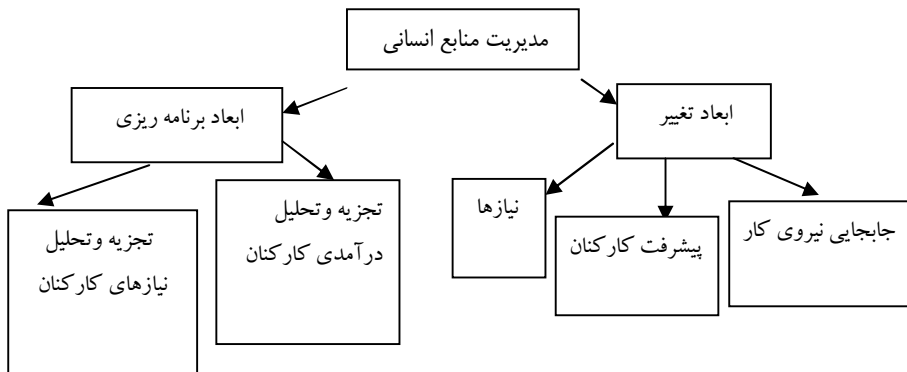 مدیریت منابع انسانی
ابعاد تغییر
ابعاد برنامه ریزی
جابجایی نیروی کار
پیشرفت کارکنان
نیازها
تجزیه وتحلیل
درآمدی کارکنان
تجزیه وتحلیل
نیازهای کارکنان